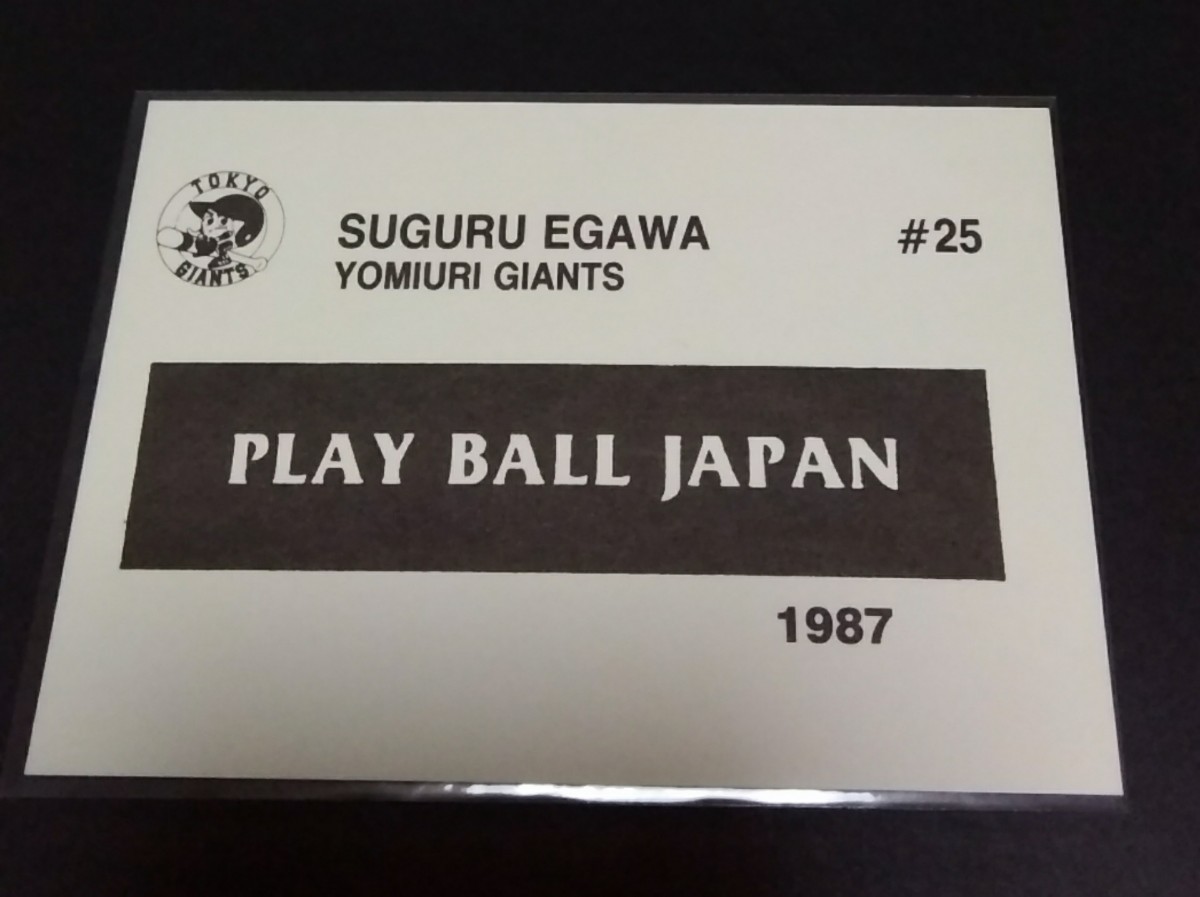 TOKYO
GIANTS
SUGURU EGAWA
#25
YOMIURI GIANTS
PLAY BALL JAPAN
1987